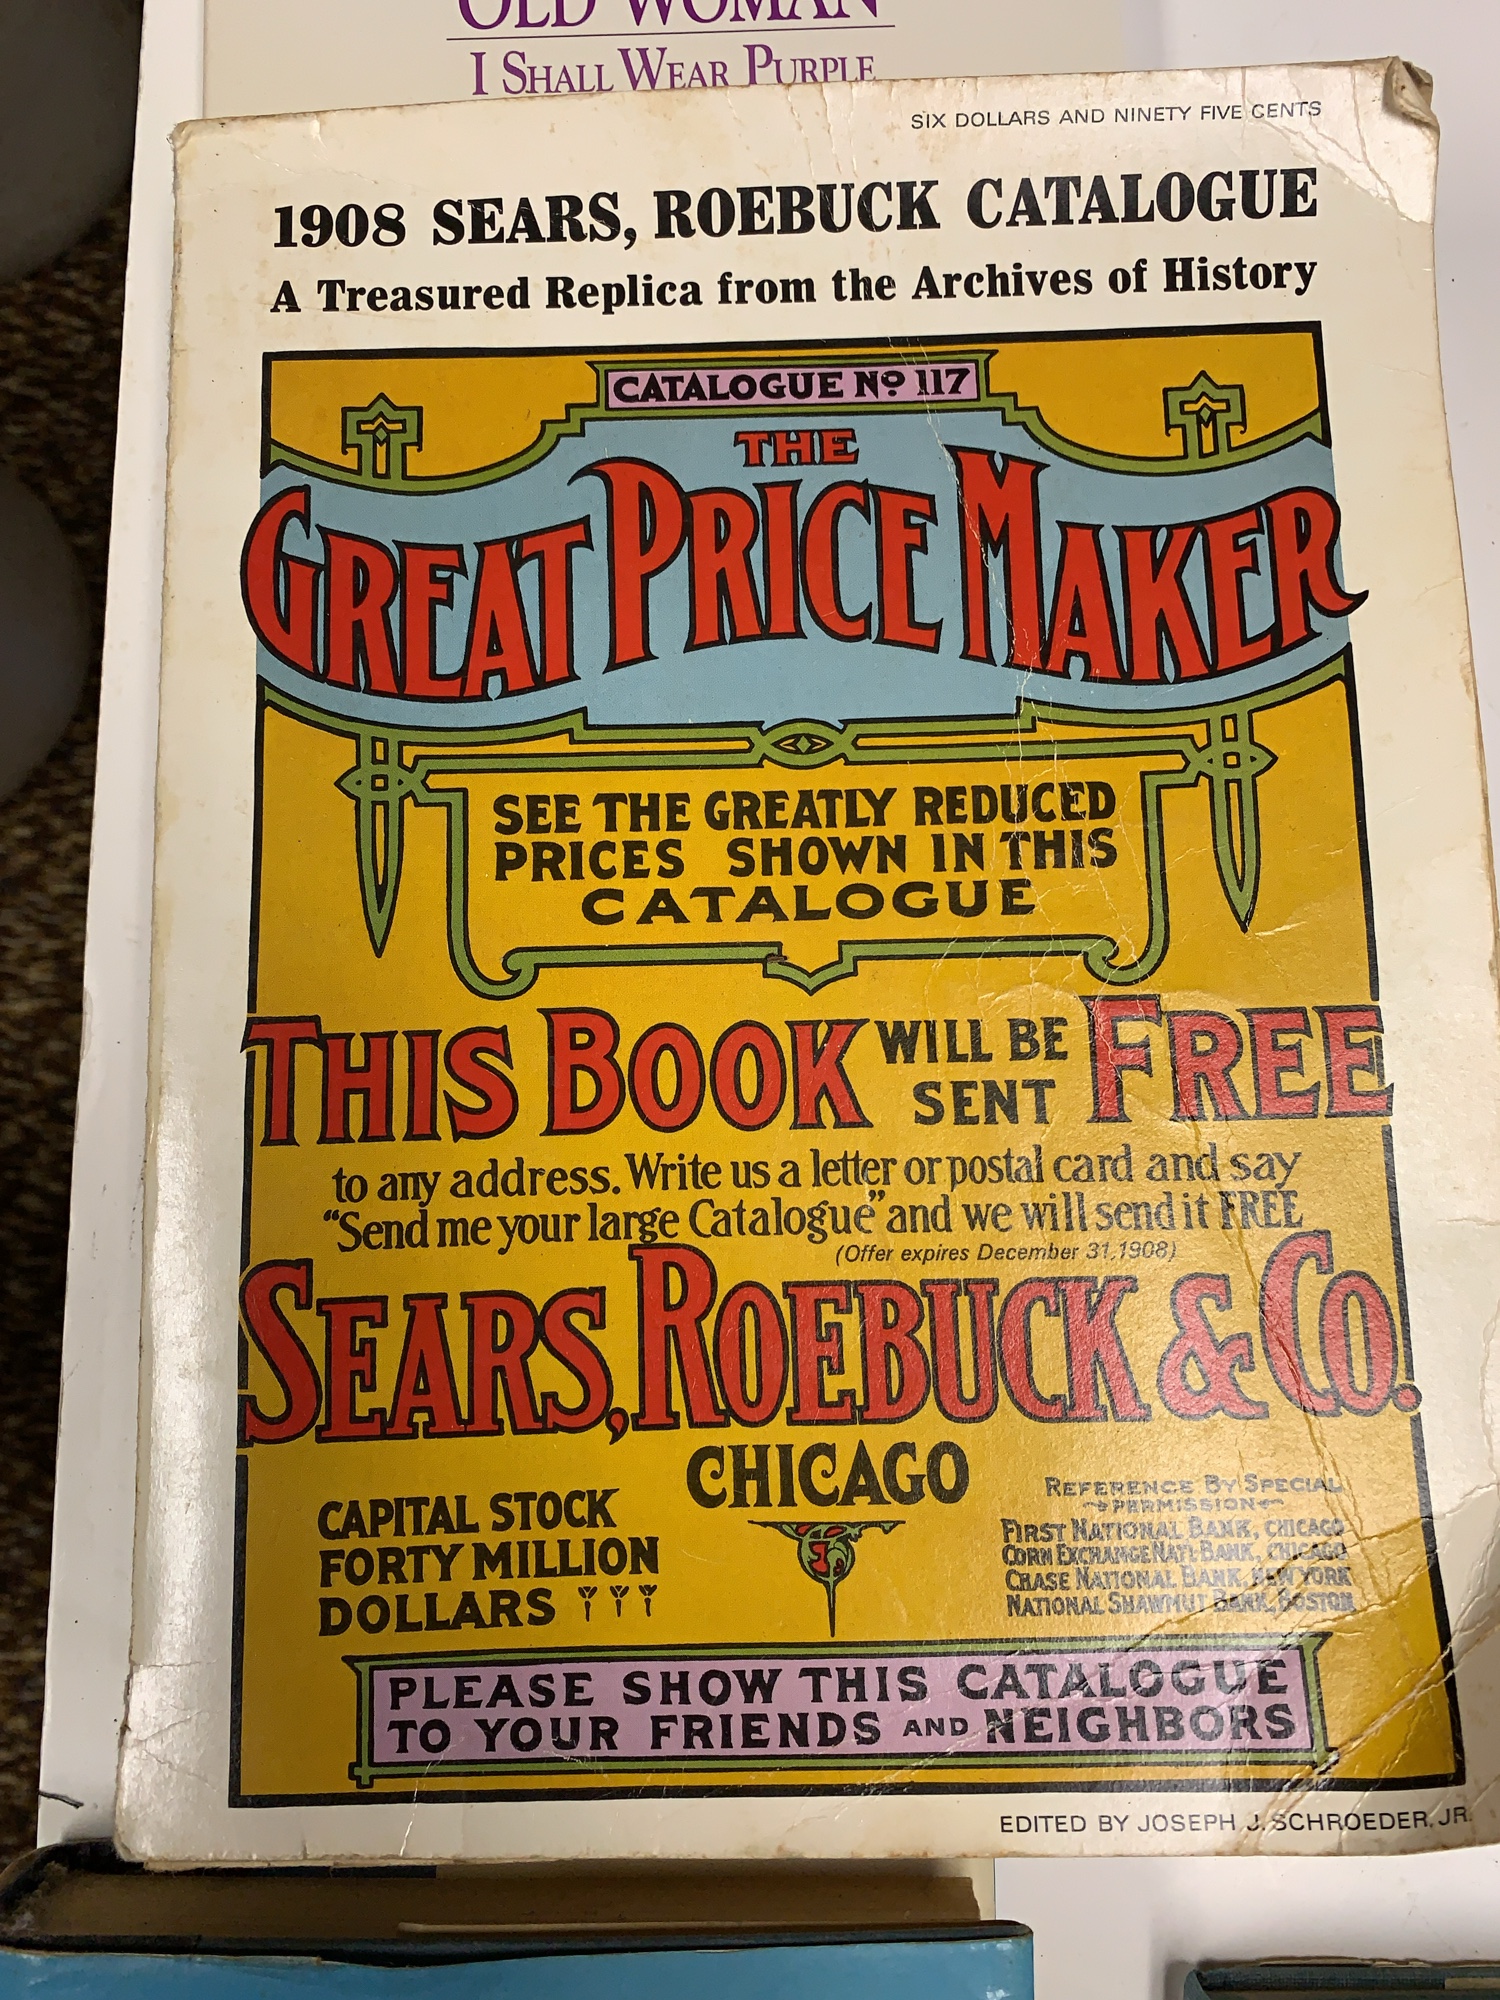 OLD WOMAN
I SHALL WEAR PURPLE
SIX DOLLARS AND NINETY FIVE CENTS
1908 SEARS, ROEBUCK CATALOGUE
A Treasured Replica from the Archives of History
CATALOGUE No 117
THE
GREAT PRICE MAKER
SEE THE GREATLY REDUCED
PRICES SHOWN IN THIS
CATALOGUE
THIS BOOK WILL BE SENT FREE
to any address. Write us a letter or postal card and say
"Send me your large Catalogue" and we will send it FREE
(Offer expires December 31, 1908)
SEARS, ROEBUCK & CO.
CHICAGO
CAPITAL STOCK
FORTY MILLION
DOLLARS
REFERENCE BY SPECIAL
PERMISSION
FIRST NATIONAL BANK, CHICAGO
CORN EXCHANGE NAT'L BANK, CHICAGO
CHASE NATIONAL BANK, NEW YORK
NATIONAL SHAWMUT BANK, BOSTON
PLEASE SHOW THIS CATALOGUE
TO YOUR FRIENDS AND NEIGHBORS
EDITED BY JOSEPH J. SCHROEDER, JR.